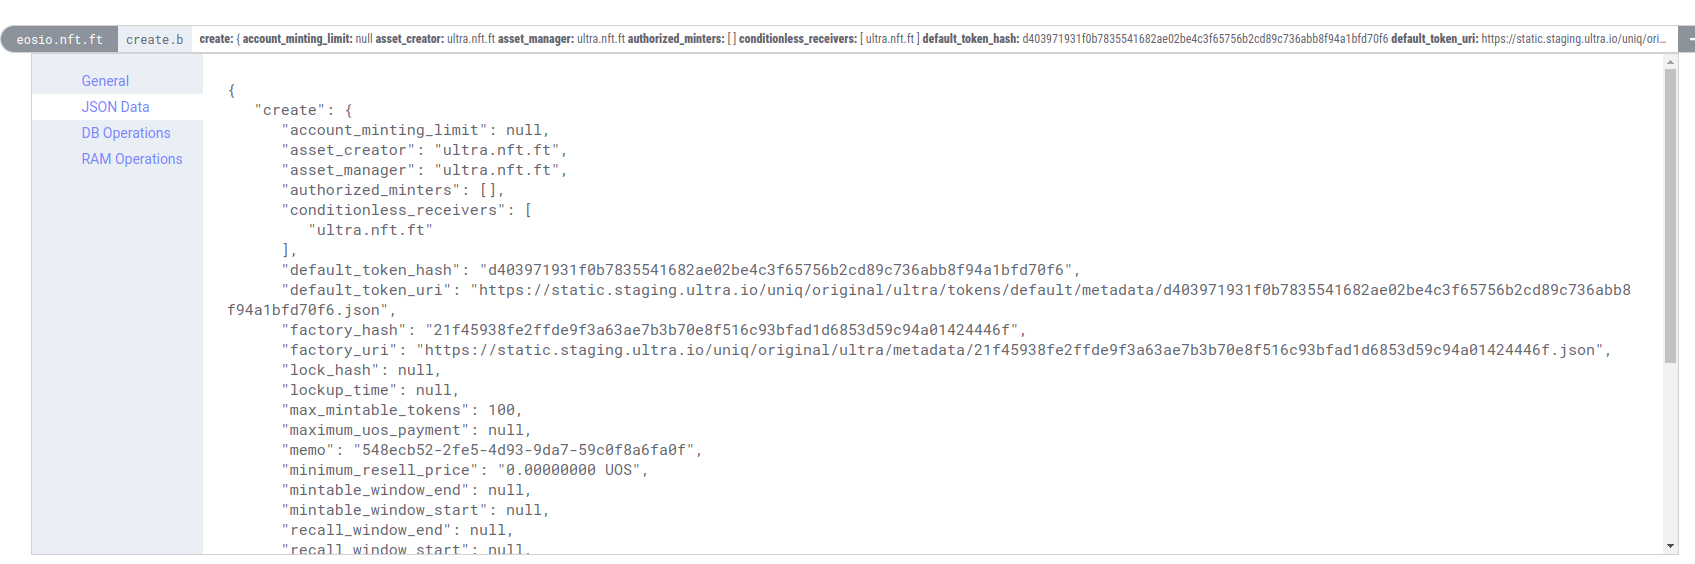 eosio.nft.ft create.b create: { account_minting_limit: null asset_creator: ultra.nft.ft asset_manager: ultra.nft.ft authorized_minters: [ ] conditionless_receivers: [ ultra.nft.ft ] default_token_hash: d403971931f0b7835541682ae02be4c3f65756b2cd89c736abb8f94a1bfd70f6 default_token_uri: https://static.staging.ultra.io/uniq/ori...
General
JSON Data
DB Operations
RAM Operations
{
"create": {
"account_minting_limit": null,
"asset_creator": "ultra.nft.ft",
"asset_manager": "ultra.nft.ft",
"authorized_minters": [],
"conditionless_receivers": [
"ultra.nft.ft"
],
"default_token_hash": "d403971931f0b7835541682ae02be4c3f65756b2cd89c736abb8f94a1bfd70f6",
"default_token_uri": "https://static.staging.ultra.io/uniq/original/ultra/tokens/default/metadata/d403971931f0b7835541682ae02be4c3f65756b2cd89c736abb8
f94a1bfd70f6.json",
"factory_hash": "21f45938fe2ffde9f3a63ae7b3b70e8f516c93bfad1d6853d59c94a01424446f",
"factory_uri": "https://static.staging.ultra.io/uniq/original/ultra/metadata/21f45938fe2ffde9f3a63ae7b3b70e8f516c93bfad1d6853d59c94a01424446f.json",
"lock_hash": null,
"lockup_time": null,
"max_mintable_tokens": 100,
"maximum_uos_payment": null,
"memo": "548ecb52-2fe5-4d93-9da7-59c0f8a6fa0f",
"minimum_resell_price": "0.00000000 UOS",
"mintable_window_end": null,
"mintable_window_start": null,
"recall_window_end": null,
"recall_window_start": null,